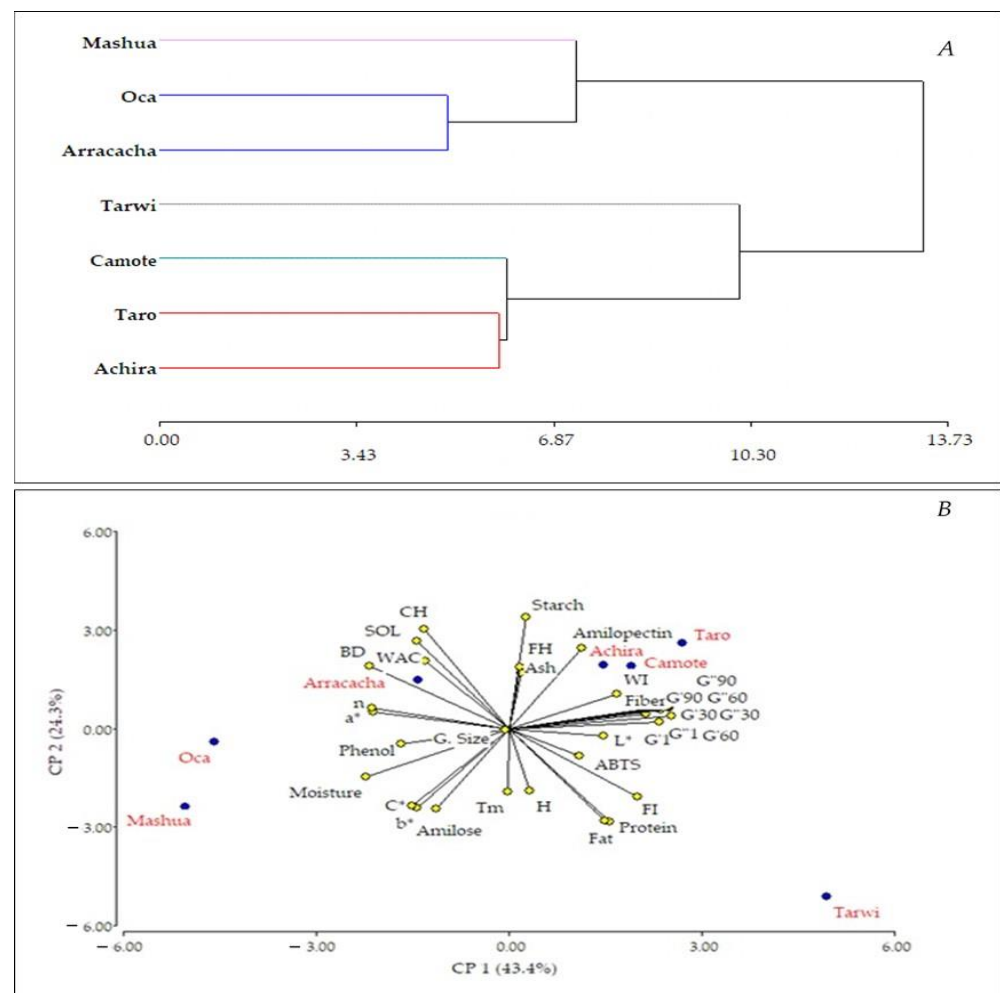 A
Mashua
Oca
Arracacha
Tarwi
Camote
Taro
Achira
0.00 3.43 6.87 10.30 13.73
B
6.00
CH Starch
SOL Amilopectin Taro
3.00
BD WAC FH Achira
Ash Camote
Arracacha WI G"90
n Fiber G'90 G"60
a* G'30 G"30
0.00 G. Size L* G'1 G"1 G'60
Phenol
Oca ABTS
Moisture
C* Tm H FI
b* Amilose Protein
Mashua Fat
−3.00
Tarwi
−6.00
−6.00 −3.00 0.00 3.00 6.00
CP 1 (43.4%)
CP 2 (24.3%)